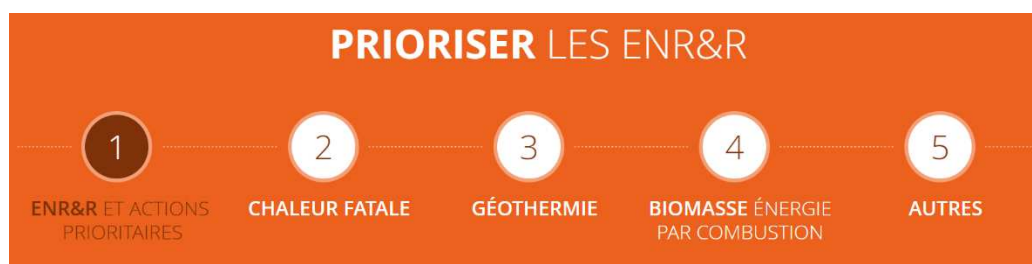 PRIORISER LES ENR&R
1 2 3 4 5
ENR&R ET ACTIONS PRIORITAIRES
CHALEUR FATALE
GÉOTHERMIE
BIOMASSE ÉNERGIE PAR COMBUSTION
AUTRES